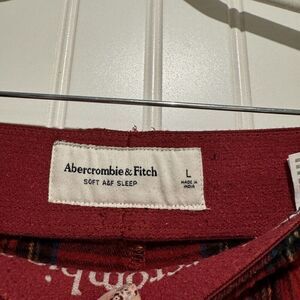 Abercrombie & Fitch
SOFT A&F SLEEP
L
MADE IN
INDIA